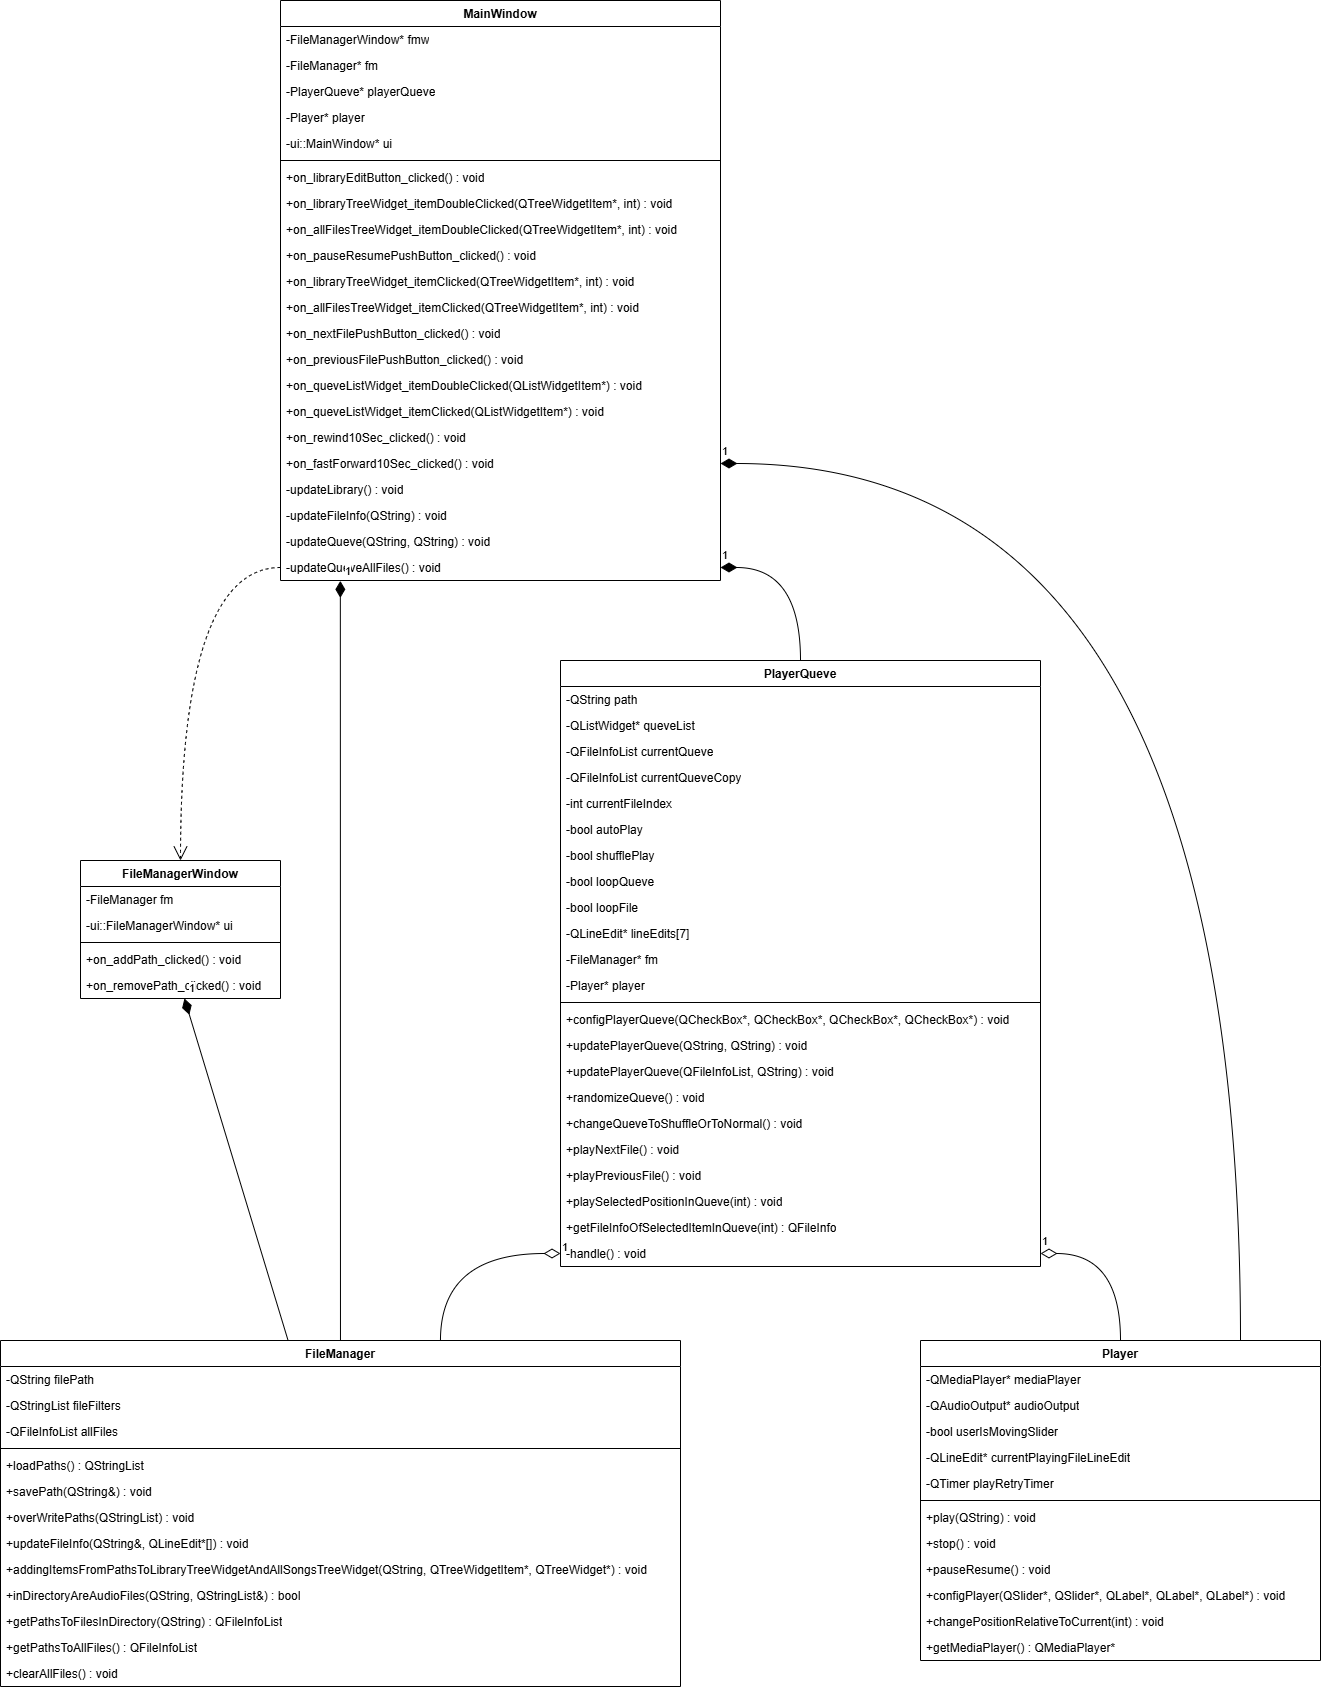 MainWindow
-FileManagerWindow* fmw
-FileManager* fm
-PlayerQueve* playerQueve
-Player* player
-ui::MainWindow* ui
+on_libraryEditButton_clicked() : void
+on_libraryTreeWidget_itemDoubleClicked(QTreeWidgetItem*, int) : void
+on_allFilesTreeWidget_itemDoubleClicked(QTreeWidgetItem*, int) : void
+on_pauseResumePushButton_clicked() : void
+on_libraryTreeWidget_itemClicked(QTreeWidgetItem*, int) : void
+on_allFilesTreeWidget_itemClicked(QTreeWidgetItem*, int) : void
+on_nextFilePushButton_clicked() : void
+on_previousFilePushButton_clicked() : void
+on_queveListWidget_itemDoubleClicked(QListWidgetItem*) : void
+on_queveListWidget_itemClicked(QListWidgetItem*) : void
+on_rewind10Sec_clicked() : void
+on_fastForward10Sec_clicked() : void
-updateLibrary() : void
-updateFileInfo(QString) : void
-updateQueve(QString, QString) : void
-updateQueveAllFiles() : void
1
1
1
PlayerQueve
-QString path
-QListWidget* queveList
-QFileInfoList currentQueve
-QFileInfoList currentQueveCopy
-int currentFileIndex
-bool autoPlay
-bool shufflePlay
-bool loopQueve
-bool loopFile
-QLineEdit* lineEdits[7]
-FileManager* fm
-Player* player
+configPlayerQueve(QCheckBox*, QCheckBox*, QCheckBox*, QCheckBox*) : void
+updatePlayerQueve(QString, QString) : void
+updatePlayerQueve(QFileInfoList, QString) : void
+randomizeQueve() : void
+changeQueveToShuffleOrToNormal() : void
+playNextFile() : void
+playPreviousFile() : void
+playSelectedPositionInQueve(int) : void
+getFileInfoOfSelectedItemInQueve(int) : QFileInfo
-handle() : void
1
1
FileManagerWindow
-FileManager fm
-ui::FileManagerWindow* ui
+on_addPath_clicked() : void
+on_removePath_clicked() : void
1
FileManager
-QString filePath
-QStringList fileFilters
-QFileInfoList allFiles
+loadPaths() : QStringList
+savePath(QString&) : void
+overWritePaths(QStringList) : void
+updateFileInfo(QString&, QLineEdit*[]) : void
+addingItemsFromPathsToLibraryTreeWidgetAndAllSongsTreeWidget(QString, QTreeWidgetItem*, QTreeWidget*) : void
+inDirectoryAreAudioFiles(QString, QStringList&) : bool
+getPathsToFilesInDirectory(QString) : QFileInfoList
+getPathsToAllFiles() : QFileInfoList
+clearAllFiles() : void
Player
-QMediaPlayer* mediaPlayer
-QAudioOutput* audioOutput
-bool userIsMovingSlider
-QLineEdit* currentPlayingFileLineEdit
-QTimer playRetryTimer
+play(QString) : void
+stop() : void
+pauseResume() : void
+configPlayer(QSlider*, QSlider*, QLabel*, QLabel*, QLabel*) : void
+changePositionRelativeToCurrent(int) : void
+getMediaPlayer() : QMediaPlayer*